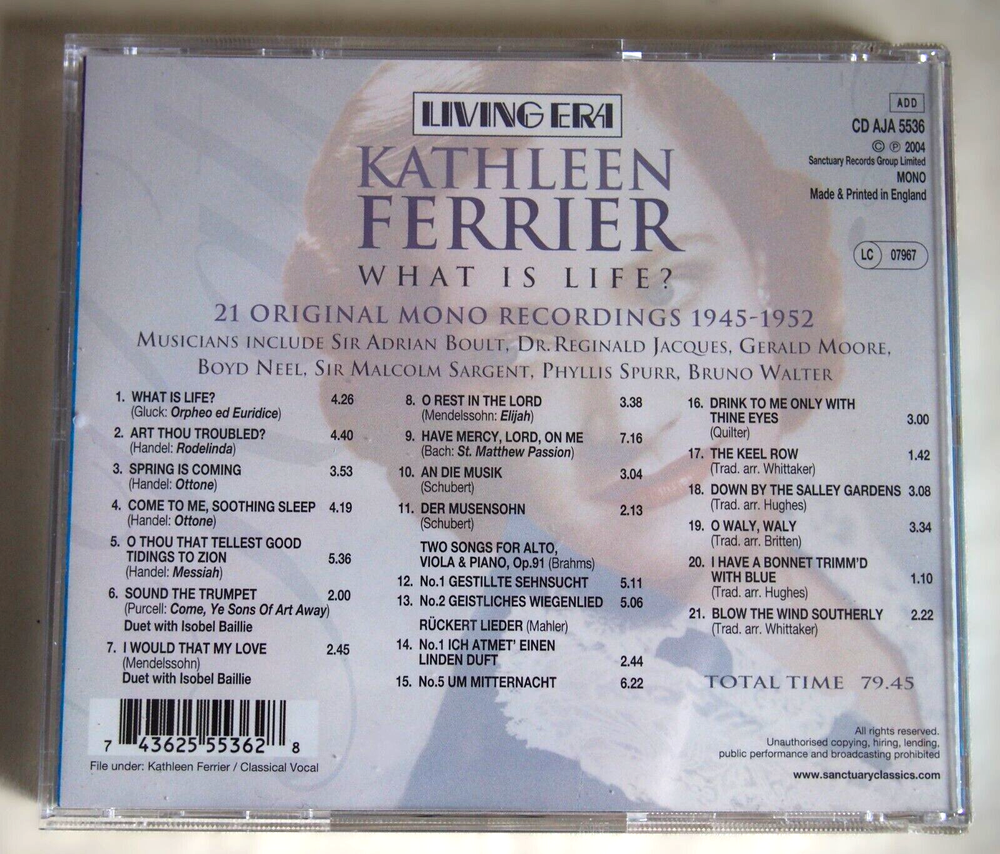 LIVING ERA
KATHLEEN
FERRIER
WHAT IS LIFE?
21 ORIGINAL MONO RECORDINGS 1945-1952
MUSICIANS INCLUDE SIR ADRIAN BOULT, DR. REGINALD JACQUES, GERALD MOORE,
BOYD NEEL, SIR MALCOLM SARGENT, PHYLLIS SPURR, BRUNO WALTER
ADD
CD AJA 5536
© ℗ 2004
Sanctuary Records Group Limited
MONO
Made & Printed in England
LC 07967
1. WHAT IS LIFE? 4.26
(Gluck: Orpheo ed Euridice)
2. ART THOU TROUBLED? 4.40
(Handel: Rodelinda)
3. SPRING IS COMING 3.53
(Handel: Ottone)
4. COME TO ME, SOOTHING SLEEP 4.19
(Handel: Ottone)
5. O THOU THAT TELLEST GOOD
TIDINGS TO ZION 5.36
(Handel: Messiah)
6. SOUND THE TRUMPET 2.00
(Purcell: Come, Ye Sons Of Art Away)
Duet with Isobel Baillie
7. I WOULD THAT MY LOVE 2.45
(Mendelssohn)
Duet with Isobel Baillie
8. O REST IN THE LORD 3.38
(Mendelssohn: Elijah)
9. HAVE MERCY, LORD, ON ME 7.16
(Bach: St. Matthew Passion)
10. AN DIE MUSIK 3.04
(Schubert)
11. DER MUSENSOHN 2.13
(Schubert)
TWO SONGS FOR ALTO,
VIOLA & PIANO, Op.91 (Brahms)
12. No.1 GESTILLTE SEHNSUCHT 5.11
13. No.2 GEISTLICHES WIEGENLIED 5.06
RÜCKERT LIEDER (Mahler)
14. No.1 ICH ATMET' EINEN
LINDEN DUFT 2.44
15. No.5 UM MITTERNACHT 6.22
16. DRINK TO ME ONLY WITH
THINE EYES 3.00
(Quilter)
17. THE KEEL ROW 1.42
(Trad. arr. Whittaker)
18. DOWN BY THE SALLEY GARDENS 3.08
(Trad. arr. Hughes)
19. O WALY, WALY 3.34
(Trad. arr. Britten)
20. I HAVE A BONNET TRIMM'D
WITH BLUE 1.10
(Trad. arr. Hughes)
21. BLOW THE WIND SOUTHERLY 2.22
(Trad. arr. Whittaker)
TOTAL TIME 79.45
7 43625 55362 8
File under: Kathleen Ferrier / Classical Vocal
All rights reserved.
Unauthorised copying, hiring, lending,
public performance and broadcasting prohibited
www.sanctuaryclassics.com